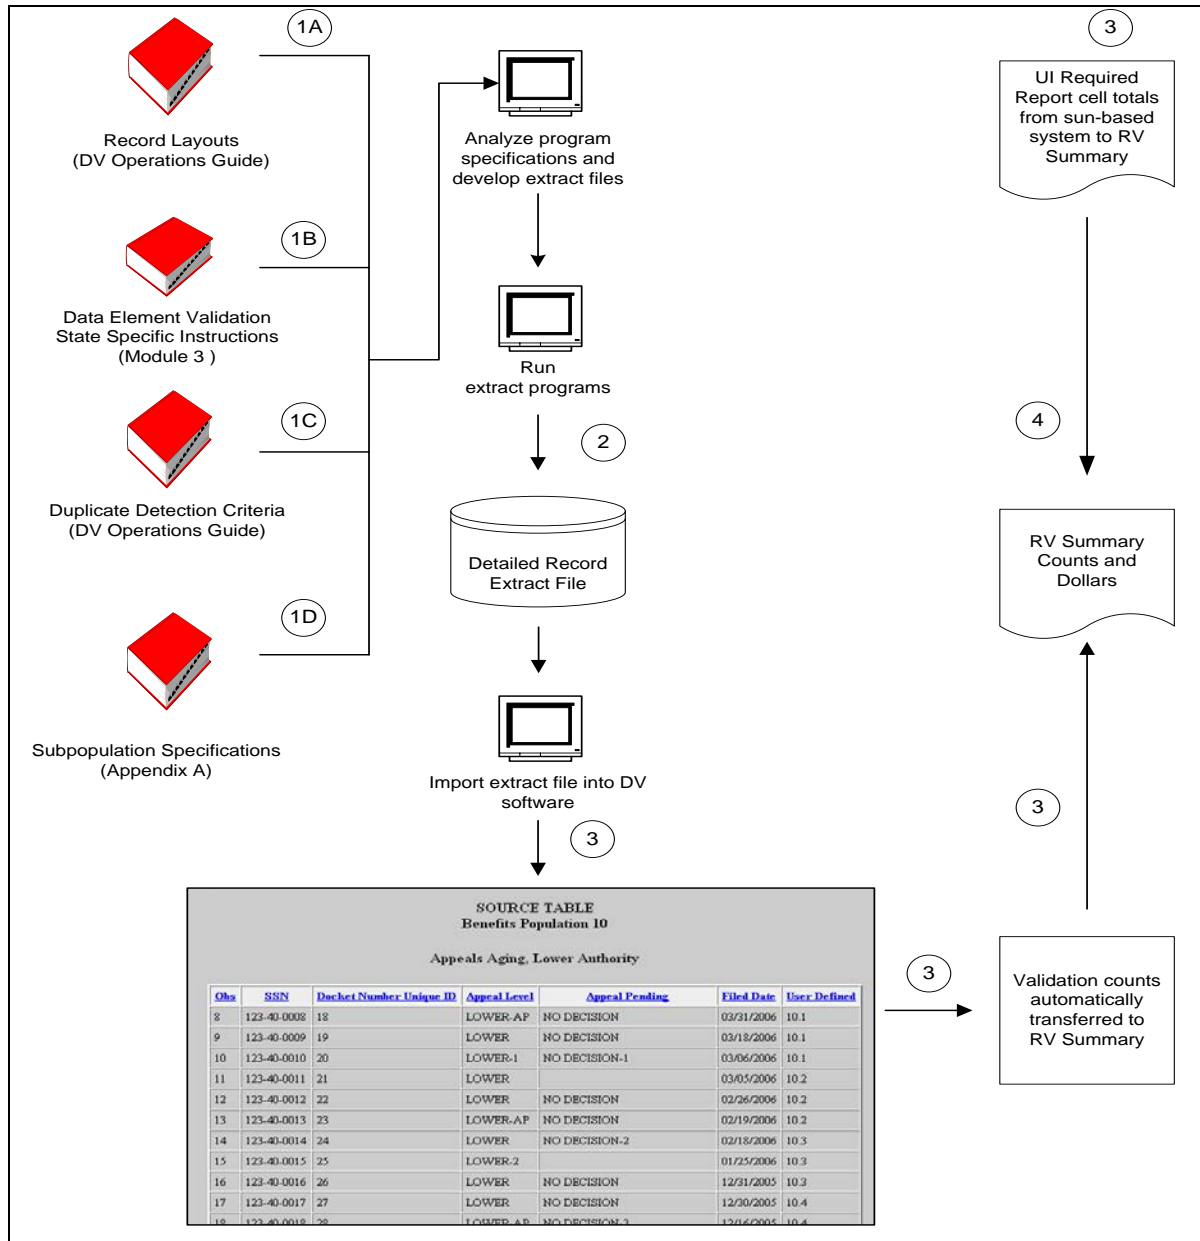 1A
Record Layouts
(DV Operations Guide)
1B
Data Element Validation
State Specific Instructions
(Module 3 )
1C
Duplicate Detection Criteria
(DV Operations Guide)
1D
Subpopulation Specifications
(Appendix A)
Analyze program
specifications and
develop extract files
Run
extract programs
2
Detailed Record
Extract File
Import extract file into DV
software
3
SOURCE TABLE
Benefits Population 10
Appeals Aging, Lower Authority
Obs SSN Docket Number Unique ID Appeal Level Appeal Pending Filed Date User Defined
8 123-40-0008 18 LOWER-AP NO DECISION 03/31/2006 10.1
9 123-40-0009 19 LOWER NO DECISION 03/18/2006 10.1
10 123-40-0010 20 LOWER-1 NO DECISION-1 03/06/2006 10.1
11 123-40-0011 21 LOWER 03/05/2006 10.2
12 123-40-0012 22 LOWER NO DECISION 02/26/2006 10.2
13 123-40-0013 23 LOWER-AP NO DECISION 02/19/2006 10.2
14 123-40-0014 24 LOWER NO DECISION-2 02/18/2006 10.3
15 123-40-0015 25 LOWER-2 01/25/2006 10.3
16 123-40-0016 26 LOWER NO DECISION 12/31/2005 10.3
17 123-40-0017 27 LOWER NO DECISION 12/30/2005 10.4
18 123-40-0018 28 LOWER-AP 12/16/2005 10.4
3
Validation counts
automatically
transferred to
RV Summary
3
RV Summary
Counts and
Dollars
4
3
UI Required
Report cell totals
from sun-based
system to RV
Summary